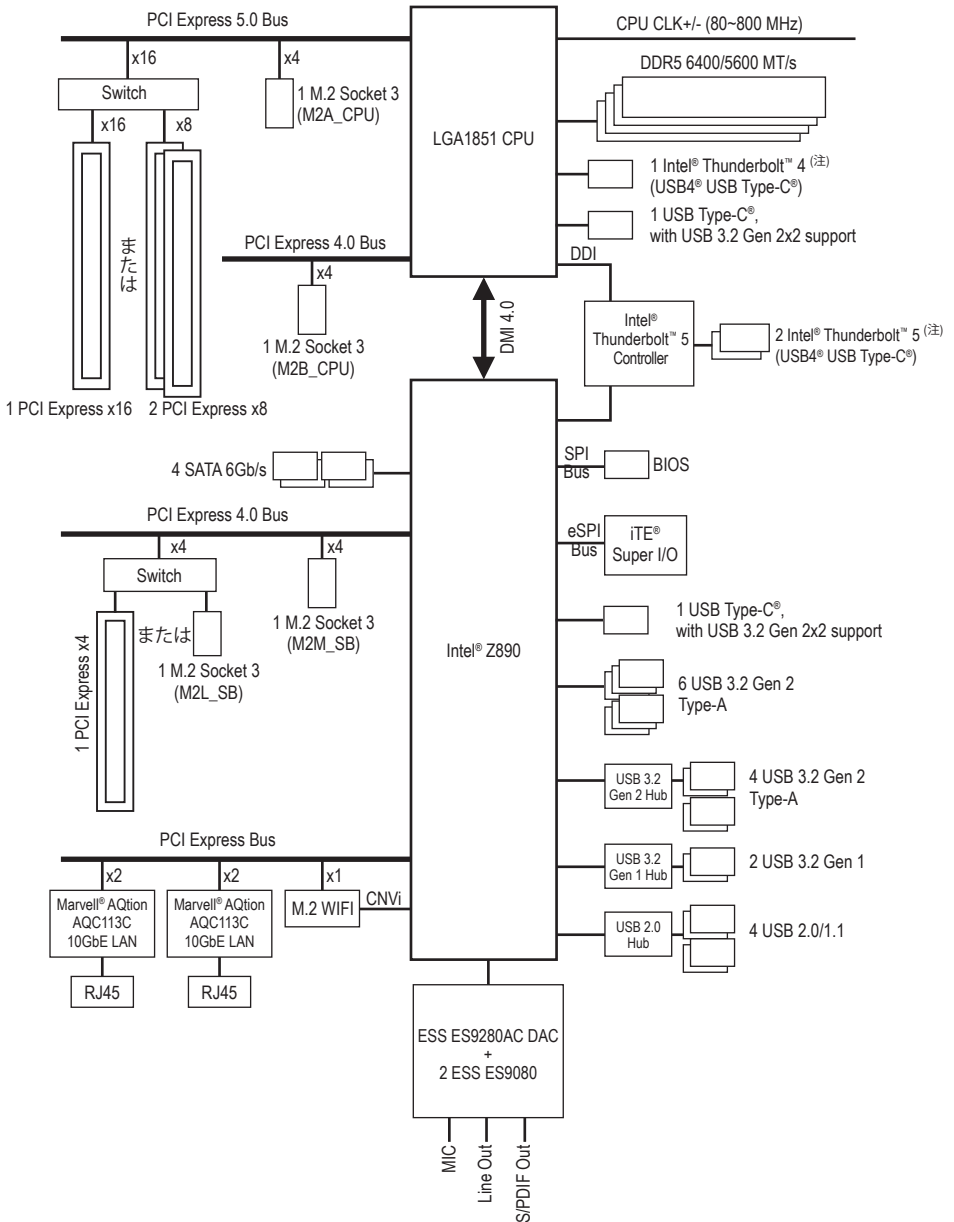 PCI Express 5.0 Bus
CPU CLK+/- (80~800 MHz)
x16
x4
DDR5 6400/5600 MT/s
Switch
1 M.2 Socket 3
(M2A_CPU)
x16
x8
LGA1851 CPU
1 Intel® Thunderbolt™ 4 (注)
(USB4® USB Type-C®)
1 USB Type-C®,
with USB 3.2 Gen 2x2 support
または
PCI Express 4.0 Bus
DDI
x4
1 M.2 Socket 3
(M2B_CPU)
DMI 4.0
Intel®
Thunderbolt™ 5
Controller
2 Intel® Thunderbolt™ 5 (注)
(USB4® USB Type-C®)
1 PCI Express x16
2 PCI Express x8
4 SATA 6Gb/s
SPI
Bus
BIOS
PCI Express 4.0 Bus
eSPI
Bus
iTE®
Super I/O
x4
x4
Switch
または
1 M.2 Socket 3
(M2M_SB)
1 PCI Express x4
1 M.2 Socket 3
(M2L_SB)
Intel® Z890
1 USB Type-C®,
with USB 3.2 Gen 2x2 support
6 USB 3.2 Gen 2
Type-A
USB 3.2
Gen 2 Hub
4 USB 3.2 Gen 2
Type-A
PCI Express Bus
USB 3.2
Gen 1 Hub
2 USB 3.2 Gen 1
x2
x2
x1
Marvell® AQtion
AQC113C
10GbE LAN
Marvell® AQtion
AQC113C
10GbE LAN
M.2 WIFI
CNVi
USB 2.0
Hub
4 USB 2.0/1.1
RJ45
RJ45
ESS ES9280AC DAC
+
2 ESS ES9080
MIC
Line Out
S/PDIF Out